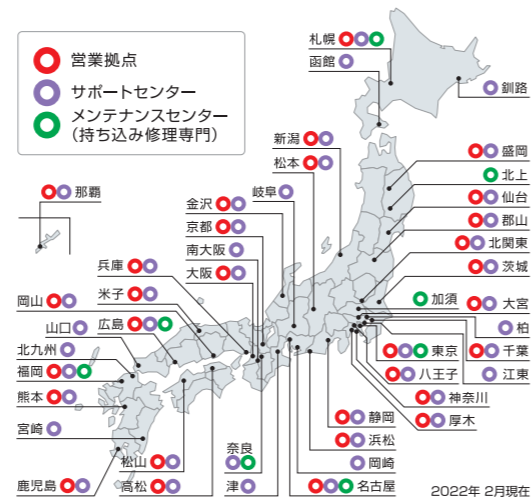 営業拠点
サポートセンター
メンテナンスセンター
(持ち込み修理専門)
札幌
函館
釧路
新潟
松本
盛岡
北上
仙台
郡山
北関東
茨城
那覇
金沢
岐阜
京都
南大阪
大阪
兵庫
米子
岡山
広島
山口
北九州
福岡
熊本
宮崎
鹿児島
松山
高松
奈良
津
加須
大宮
柏
東京
千葉
八王子
江東
神奈川
厚木
静岡
浜松
岡崎
名古屋
2022年 2月現在